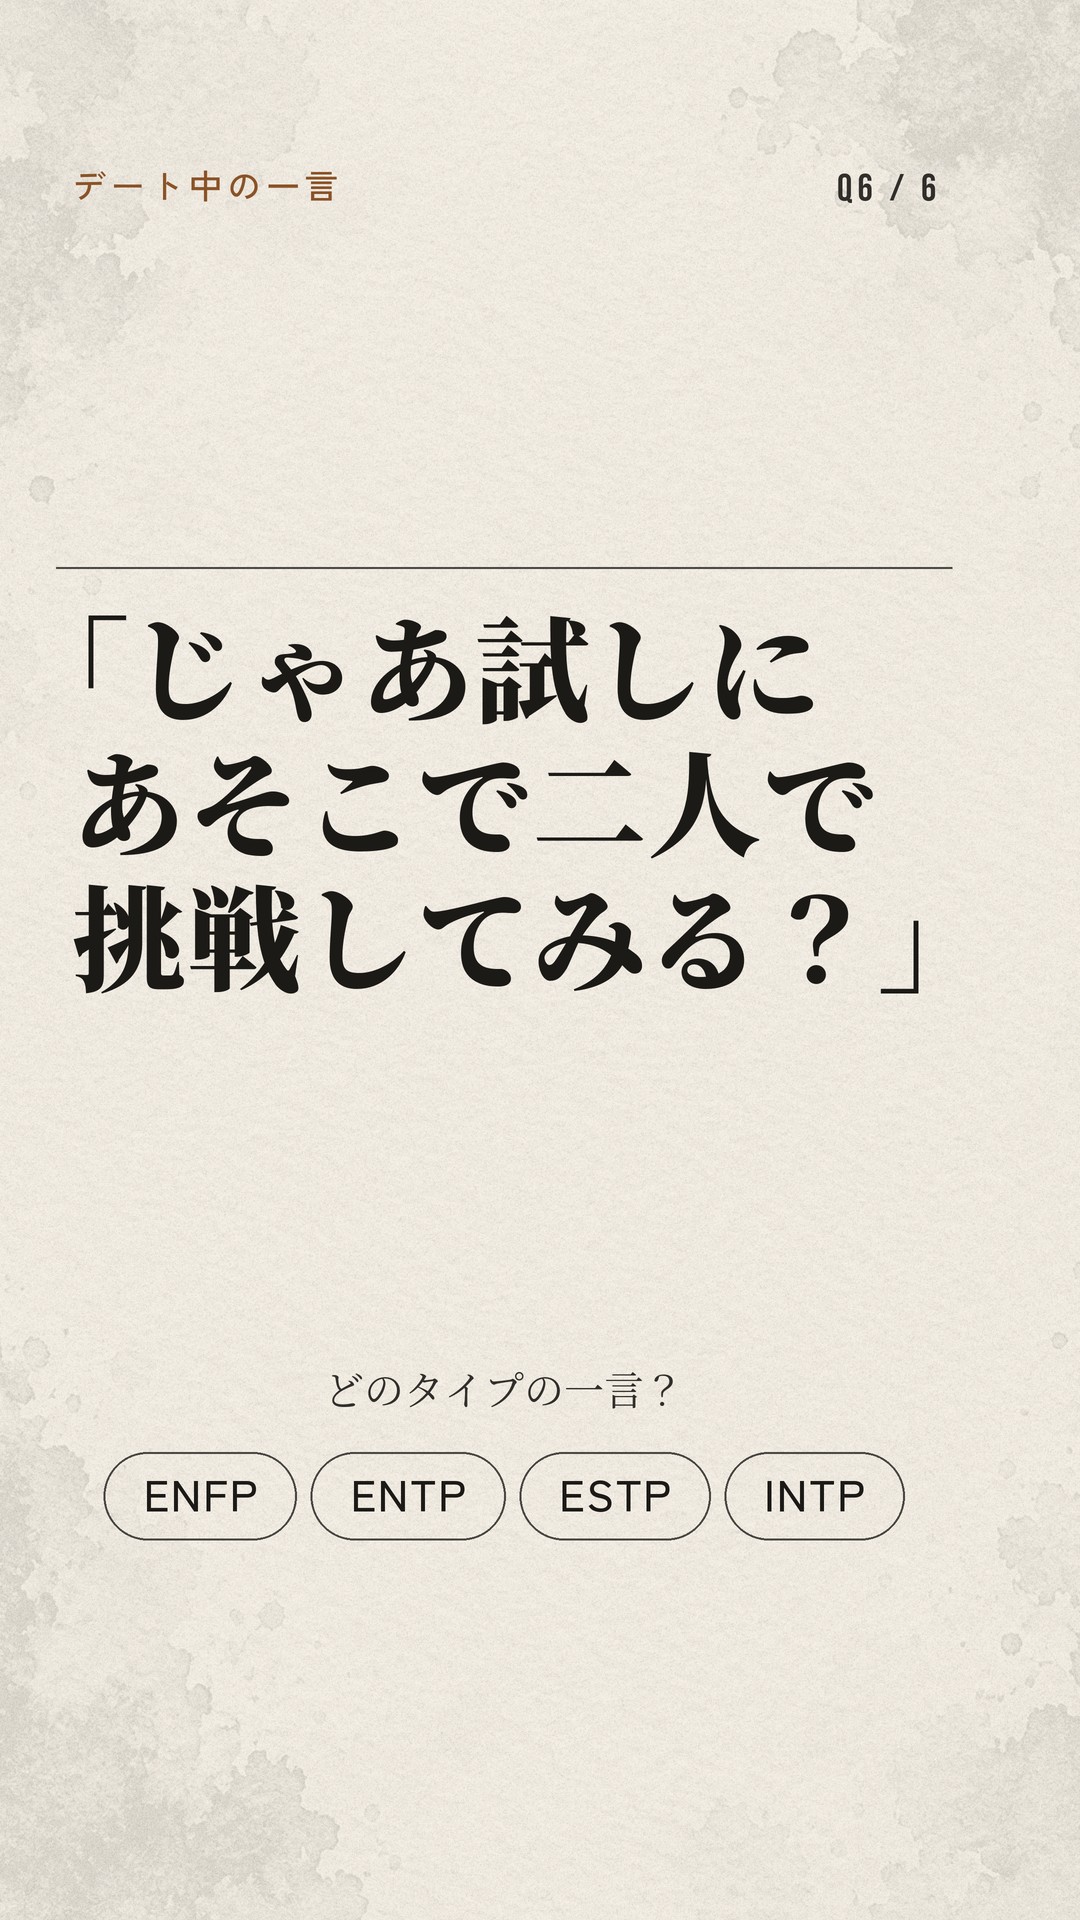 デート中の一言
Q6 / 6
「じゃあ試しに
あそこで二人で
挑戦してみる？」
どのタイプの一言？
ENFP ENTP ESTP INTP